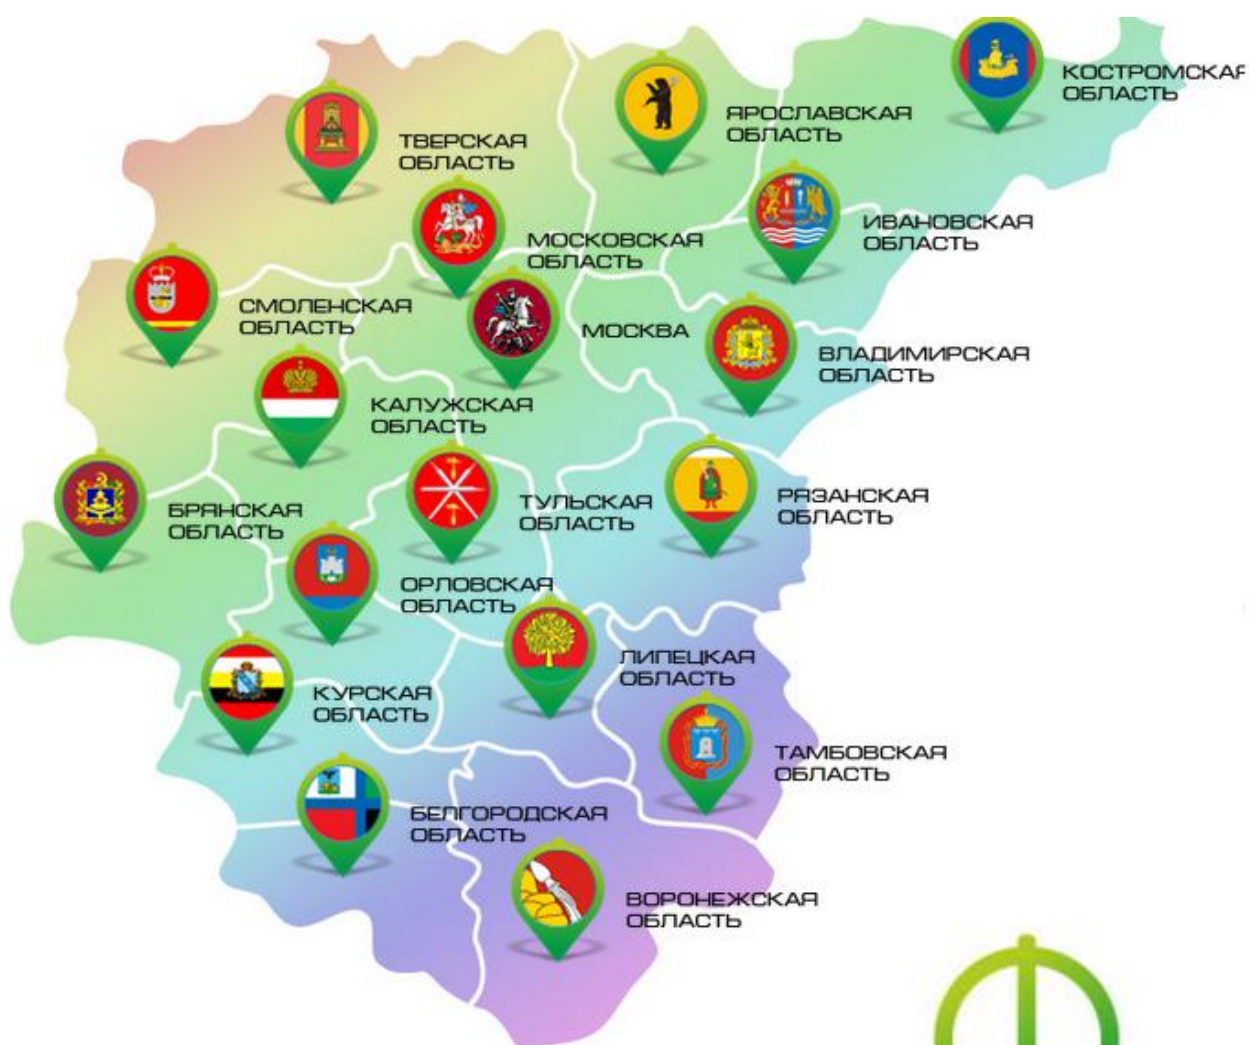 КОСТРОМСКАЯ
ОБЛАСТЬ
ЯРОСЛАВСКАЯ
ОБЛАСТЬ
ТВЕРСКАЯ
ОБЛАСТЬ
ИВАНОВСКАЯ
ОБЛАСТЬ
МОСКОВСКАЯ
ОБЛАСТЬ
СМОЛЕНСКАЯ
ОБЛАСТЬ
МОСКВА
ВЛАДИМИРСКАЯ
ОБЛАСТЬ
КАЛУЖСКАЯ
ОБЛАСТЬ
БРЯНСКАЯ
ОБЛАСТЬ
ТУЛЬСКАЯ
ОБЛАСТЬ
РЯЗАНСКАЯ
ОБЛАСТЬ
ОРЛОВСКАЯ
ОБЛАСТЬ
ЛИПЕЦКАЯ
ОБЛАСТЬ
КУРСКАЯ
ОБЛАСТЬ
ТАМБОВСКАЯ
ОБЛАСТЬ
БЕЛГОРОДСКАЯ
ОБЛАСТЬ
ВОРОНЕЖСКАЯ
ОБЛАСТЬ